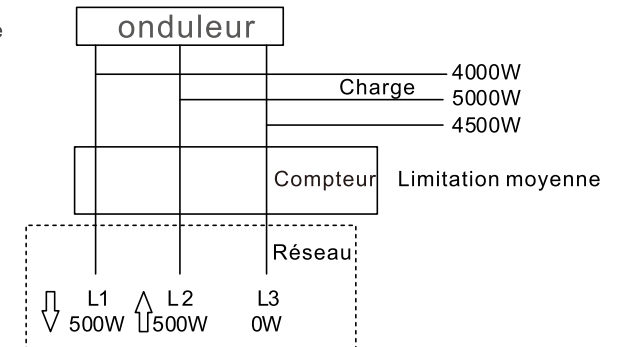 e
onduleur
4000W
Charge
5000W
4500W
Compteur Limitation moyenne
Réseau
L1 L2 L3
500W 500W 0W